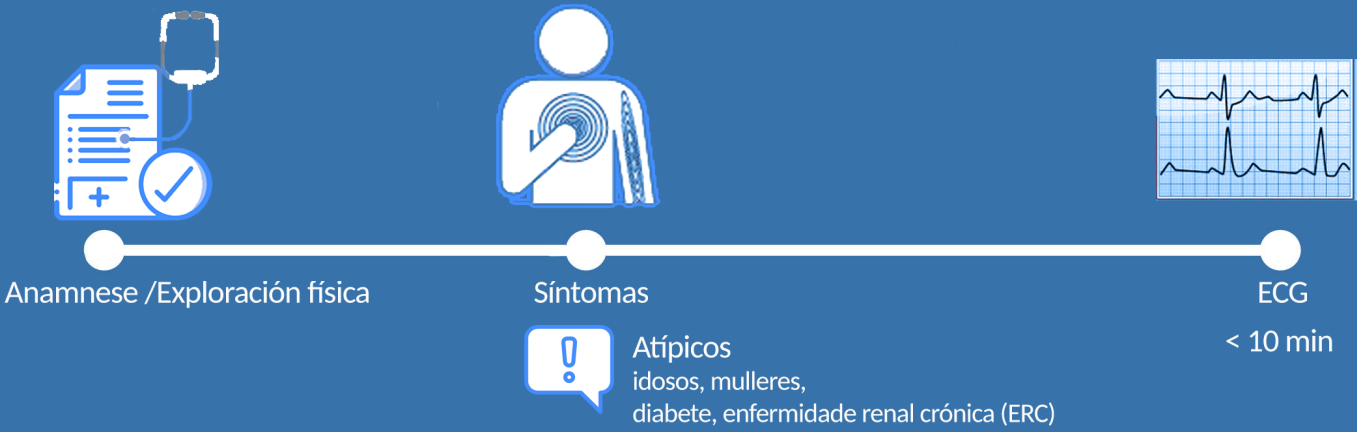 Anamnese /Exploración física
Síntomas
ECG
< 10 min
Atípicos
idosos, mulleres,
diabete, enfermidade renal crónica (ERC)